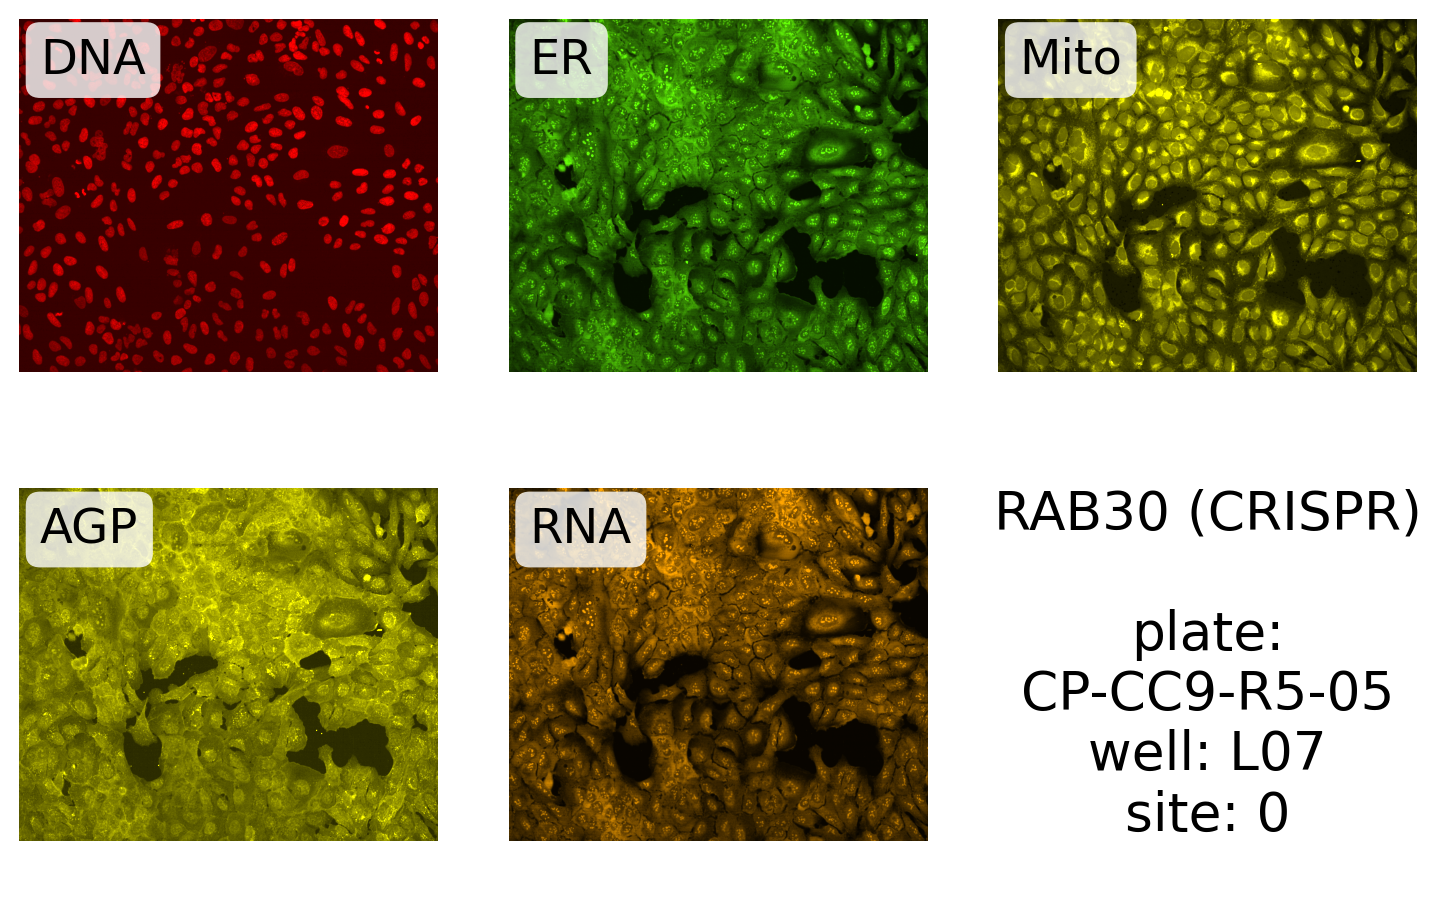 DNA
ER
Mito
AGP
RNA
RAB30 (CRISPR)
plate:
CP-CC9-R5-05
well: L07
site: 0